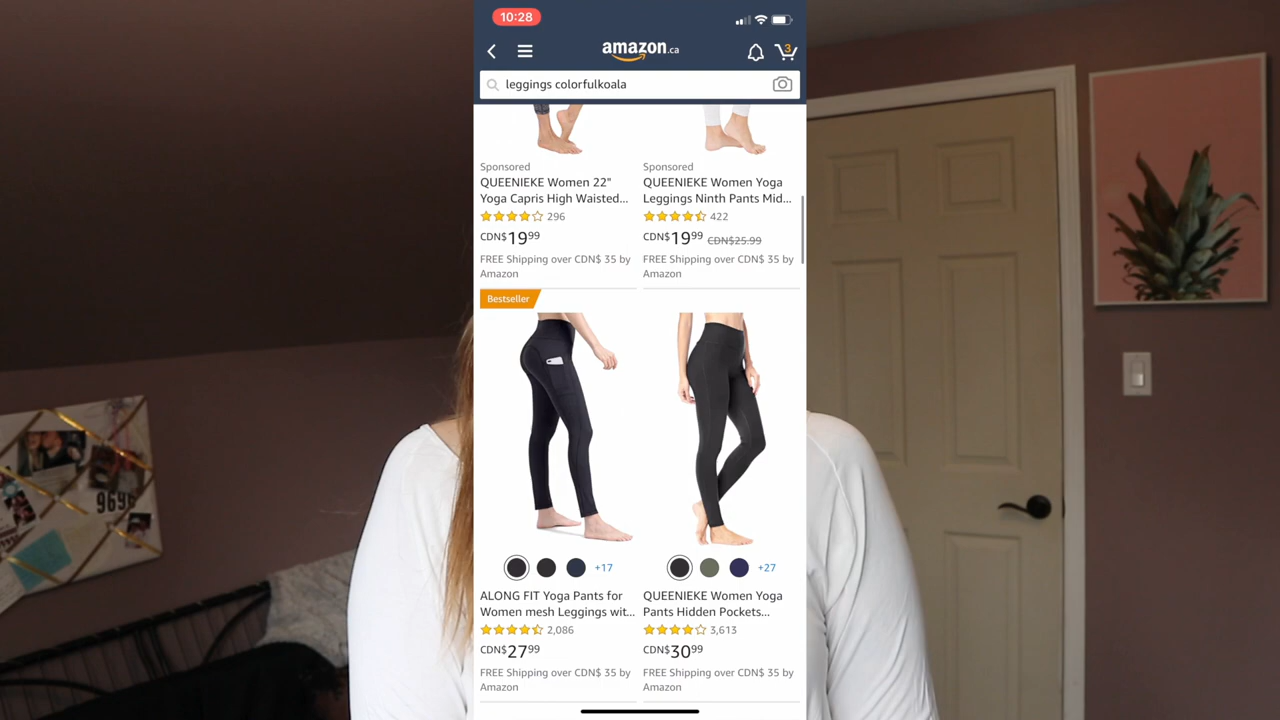 10:28
amazon.ca
3
leggings colorfulkoala
Sponsored
QUEENIEKE Women 22"
Yoga Capris High Waisted...
296
CDN$1999
FREE Shipping over CDN$ 35 by
Amazon
Sponsored
QUEENIEKE Women Yoga
Leggings Ninth Pants Mid...
422
CDN$19 99 CDN$25.99
FREE Shipping over CDN$ 35 by
Amazon
Bestseller
+17
ALONG FIT Yoga Pants for
Women mesh Leggings wit...
2,086
CDN$27 99
FREE Shipping over CDN$ 35 by
Amazon
+27
QUEENIEKE Women Yoga
Pants Hidden Pockets...
3,613
CDN$30 99
FREE Shipping over CDN$ 35 by
Amazon
9696